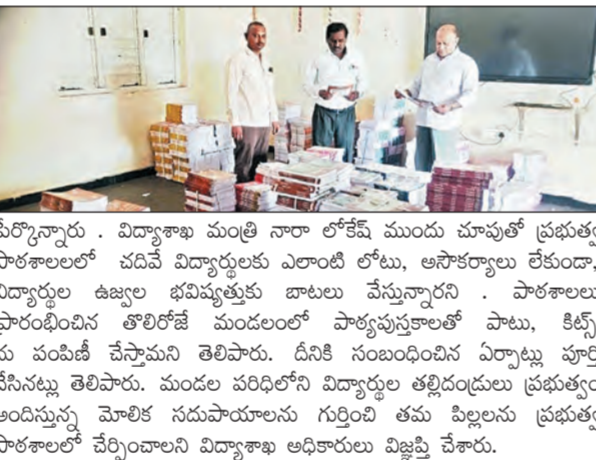 పేర్కొన్నారు . విద్యాశాఖ మంత్రి నారా లోకేష్ ముందు చూపుతో ప్రభుత్వ
పాఠశాలలలో చదివే విద్యార్థులకు ఎలాంటి లోటు, అసౌకర్యాలు లేకుండా,
విద్యార్థుల ఉజ్వల భవిష్యత్తుకు బాటలు వేస్తున్నారని . పాఠశాలలు
ప్రారంభించిన తొలిరోజే మండలంలో పాఠ్యపుస్తకాలతో పాటు, కిట్స్
ను పంపిణీ చేస్తామని తెలిపారు. దీనికి సంబంధించిన ఏర్పాట్లు పూర్తి
చేసినట్లు తెలిపారు. మండల పరిధిలోని విద్యార్థుల తల్లిదండ్రులు ప్రభుత్వం
అందిస్తున్న మోలిక సదుపాయాలను గుర్తించి తమ పిల్లలను ప్రభుత్వ
పాఠశాలలో చేర్పించాలని విద్యాశాఖ అధికారులు విజ్ఞప్తి చేశారు.